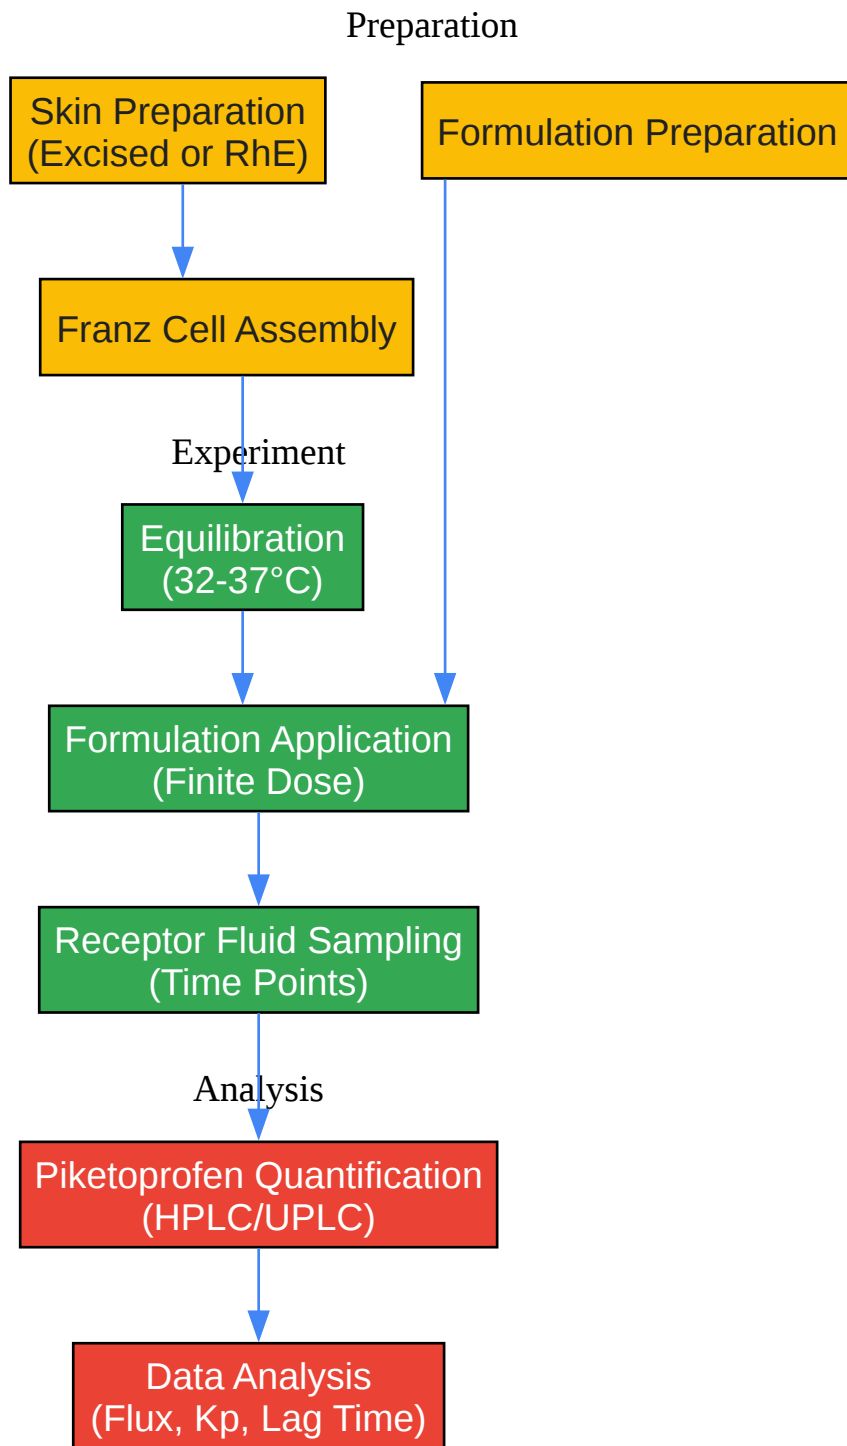 Preparation
Skin Preparation
(Excised or RhE)
Formulation Preparation
Franz Cell Assembly
Experiment
Equilibration
(32-37°C)
Formulation Application
(Finite Dose)
Receptor Fluid Sampling
(Time Points)
Analysis
Piketoprofen Quantification
(HPLC/UPLC)
Data Analysis
(Flux, Kp, Lag Time)